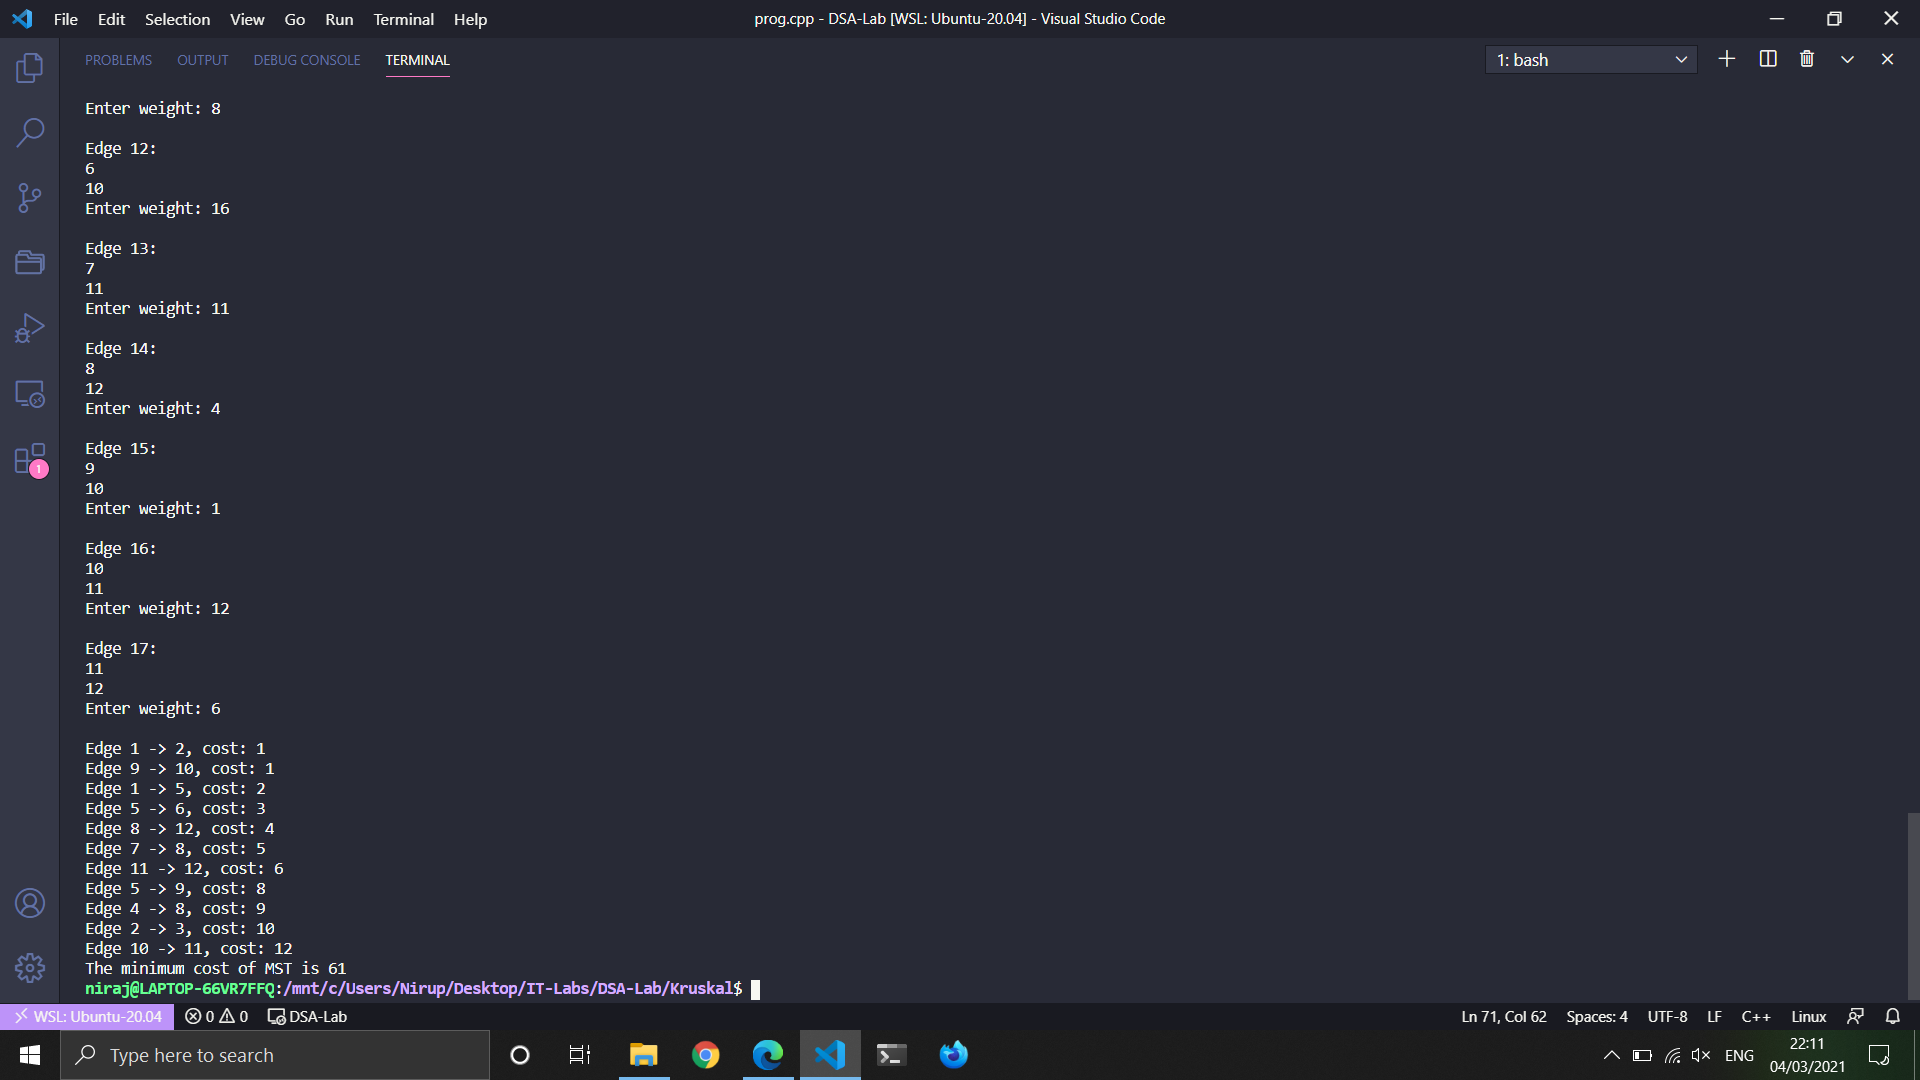 File Edit Selection View Go Run Terminal Help
prog.cpp - DSA-Lab [WSL: Ubuntu-20.04] - Visual Studio Code
PROBLEMS OUTPUT DEBUG CONSOLE TERMINAL
1: bash
Enter weight: 8
Edge 12:
6
10
Enter weight: 16
Edge 13:
7
11
Enter weight: 11
Edge 14:
8
12
Enter weight: 4
Edge 15:
9
10
Enter weight: 1
Edge 16:
10
11
Enter weight: 12
Edge 17:
11
12
Enter weight: 6
Edge 1 -> 2, cost: 1
Edge 9 -> 10, cost: 1
Edge 1 -> 5, cost: 2
Edge 5 -> 6, cost: 3
Edge 8 -> 12, cost: 4
Edge 7 -> 8, cost: 5
Edge 11 -> 12, cost: 6
Edge 5 -> 9, cost: 8
Edge 4 -> 8, cost: 9
Edge 2 -> 3, cost: 10
Edge 10 -> 11, cost: 12
The minimum cost of MST is 61
niraj@LAPTOP-66VR7FFQ:/mnt/c/Users/Nirup/Desktop/IT-Labs/DSA-Lab/Kruskal$
1
WSL: Ubuntu-20.04 0 0 DSA-Lab
Ln 71, Col 62 Spaces: 4 UTF-8 LF C++ Linux
Type here to search
ENG
22:11
04/03/2021